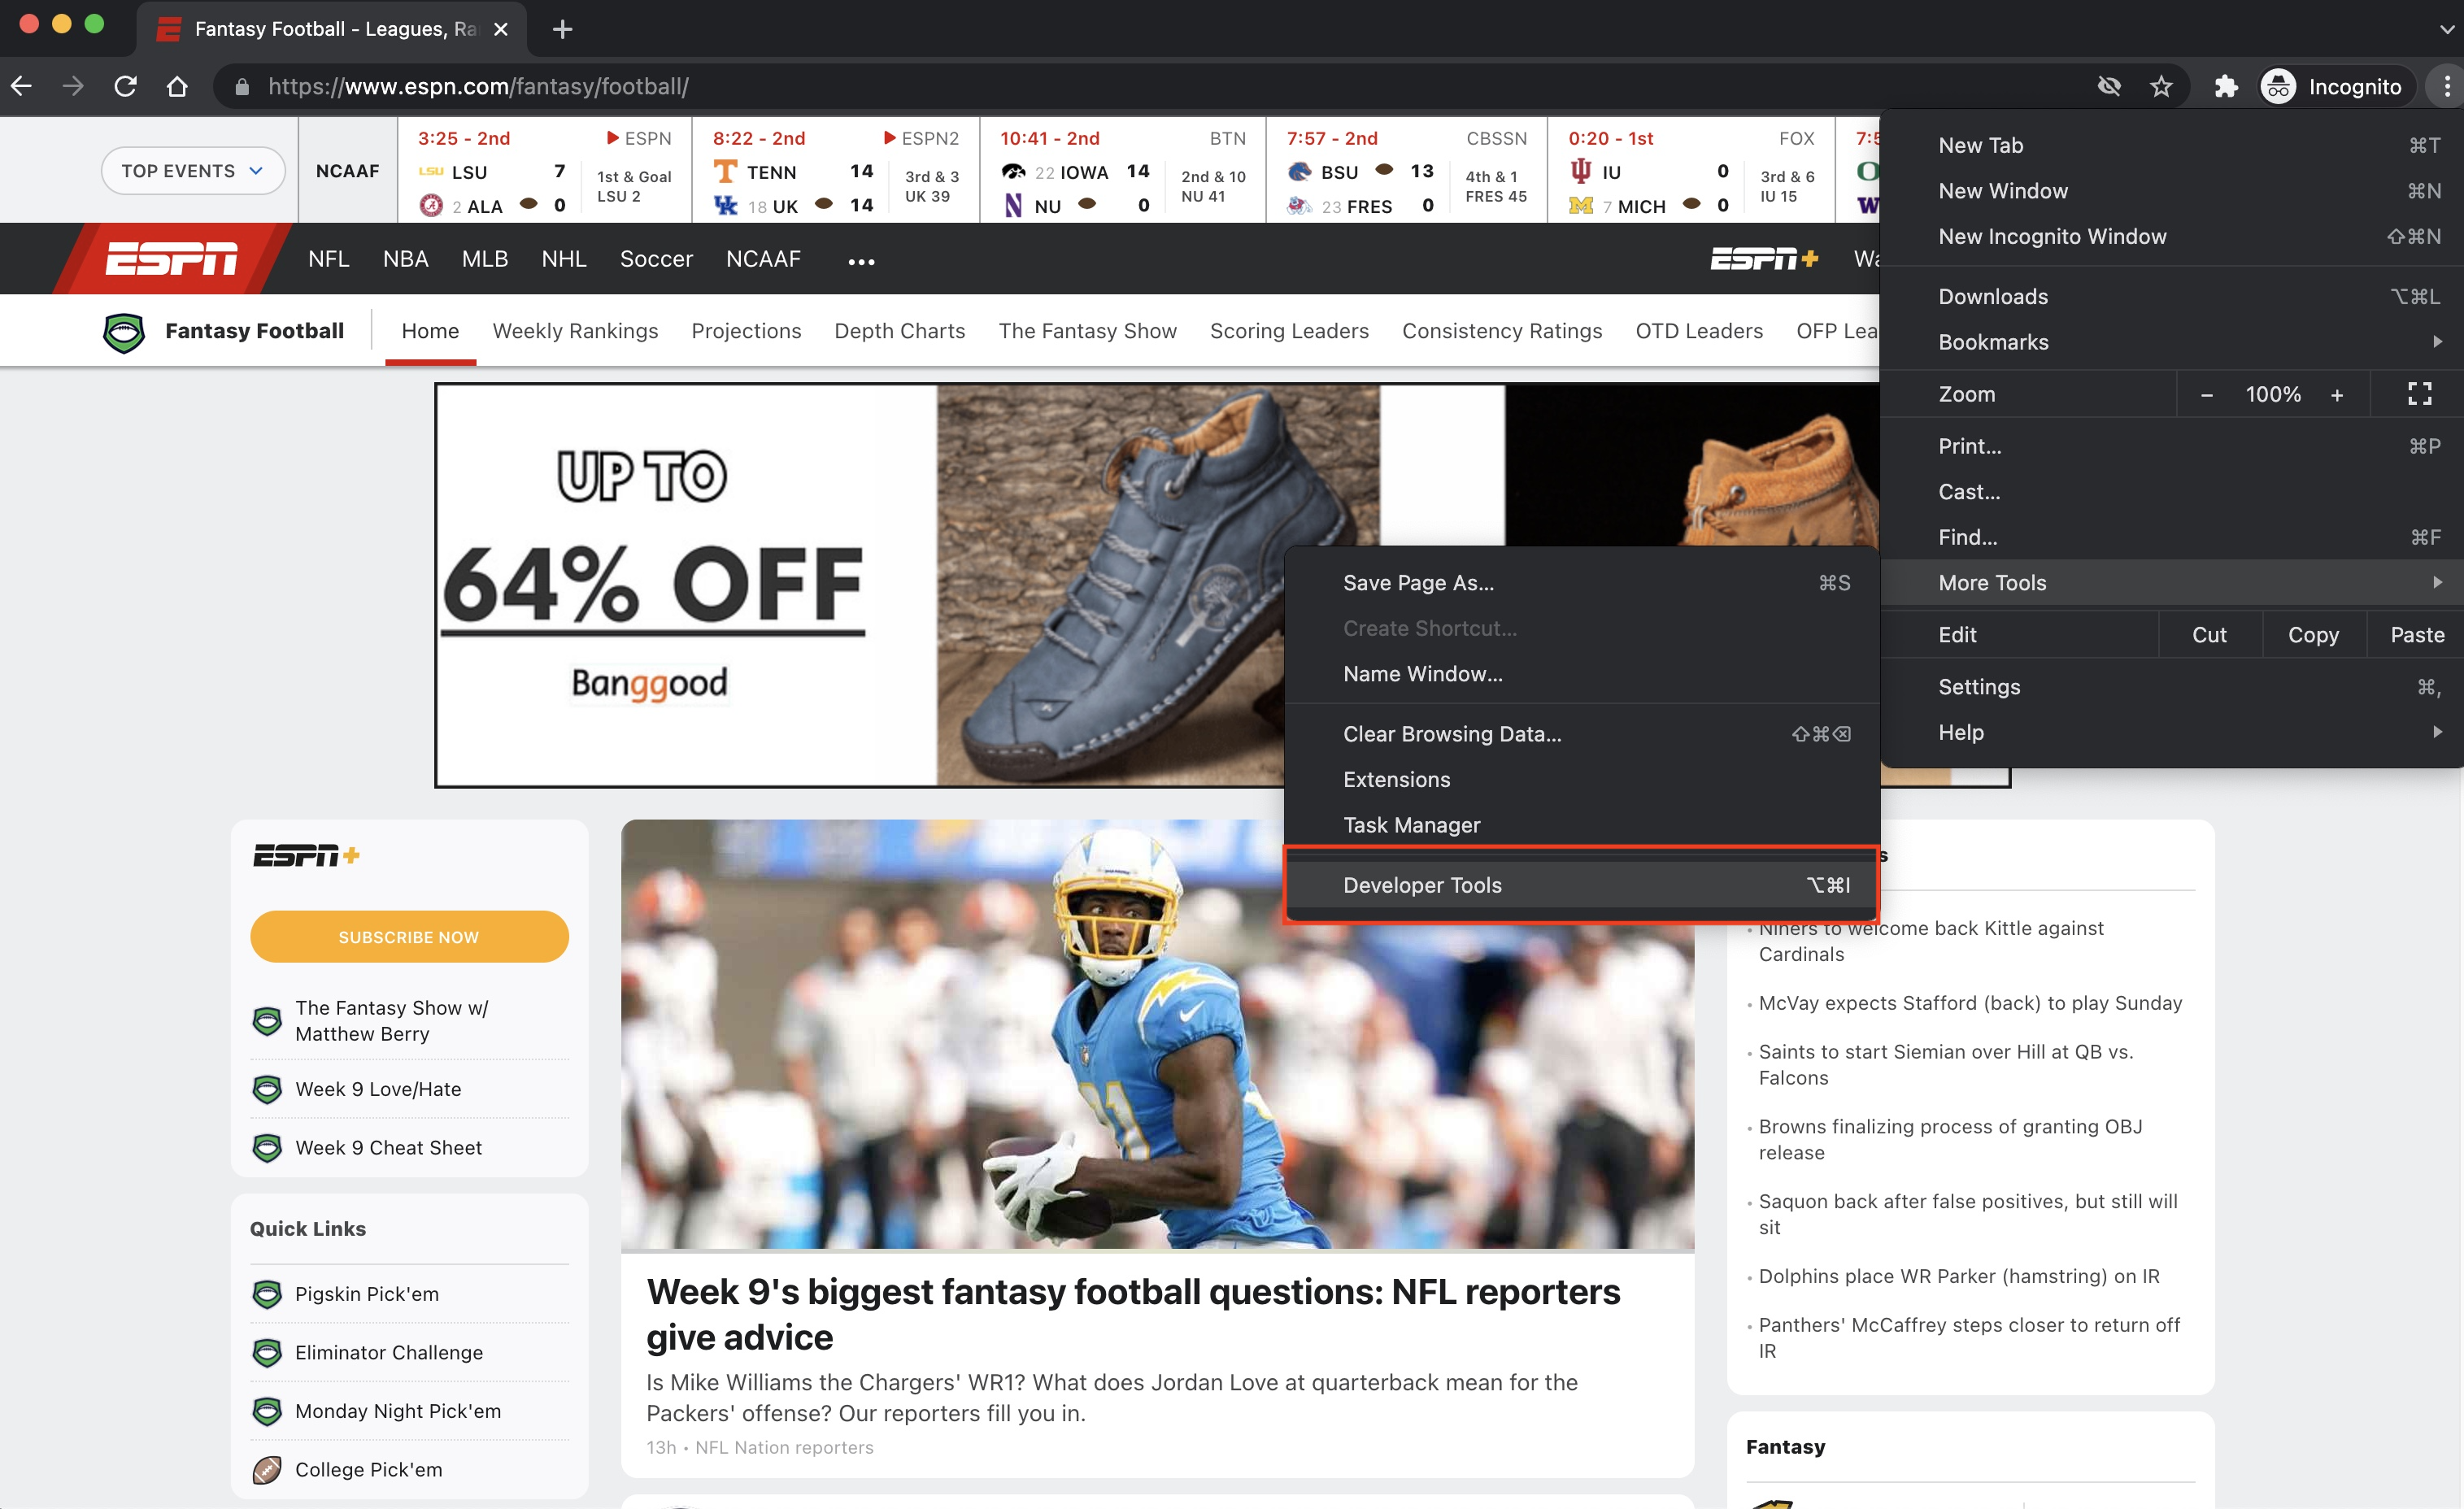 Fantasy Football - Leagues, Ra
https://www.espn.com/fantasy/football/
Incognito
TOP EVENTS
NCAAF
3:25 - 2nd ESPN
LSU LSU 7
2 ALA 0
1st & Goal
LSU 2
8:22 - 2nd ESPN2
TENN 14
18 UK 14
3rd & 3
UK 39
10:41 - 2nd BTN
22 IOWA 14
NU 0
2nd & 10
NU 41
7:57 - 2nd CBSSN
BSU 13
23 FRES 0
4th & 1
FRES 45
0:20 - 1st FOX
IU 0
7 MICH 0
3rd & 6
IU 15
7:5
ESPN NFL NBA MLB NHL Soccer NCAAF ••• ESPN+ Wa
Fantasy Football Home Weekly Rankings Projections Depth Charts The Fantasy Show Scoring Leaders Consistency Ratings OTD Leaders OFP Lea
UP TO
64% OFF
Banggood
New Tab ⌘T
New Window ⌘N
New Incognito Window ⇧⌘N
Downloads ⌥⌘L
Bookmarks
Zoom − 100% +
Print... ⌘P
Cast...
Find... ⌘F
More Tools
Edit Cut Copy Paste
Settings ⌘,
Help
Save Page As... ⌘S
Create Shortcut...
Name Window...
Clear Browsing Data... ⇧⌘⌫
Extensions
Task Manager
Developer Tools ⌥⌘I
ESPN+
SUBSCRIBE NOW
The Fantasy Show w/
Matthew Berry
Week 9 Love/Hate
Week 9 Cheat Sheet
Quick Links
Pigskin Pick'em
Eliminator Challenge
Monday Night Pick'em
College Pick'em
Week 9's biggest fantasy football questions: NFL reporters
give advice
Is Mike Williams the Chargers' WR1? What does Jordan Love at quarterback mean for the
Packers' offense? Our reporters fill you in.
13h • NFL Nation reporters
s
• Niners to welcome back Kittle against
Cardinals
• McVay expects Stafford (back) to play Sunday
• Saints to start Siemian over Hill at QB vs.
Falcons
• Browns finalizing process of granting OBJ
release
• Saquon back after false positives, but still will
sit
• Dolphins place WR Parker (hamstring) on IR
• Panthers' McCaffrey steps closer to return off
IR
Fantasy